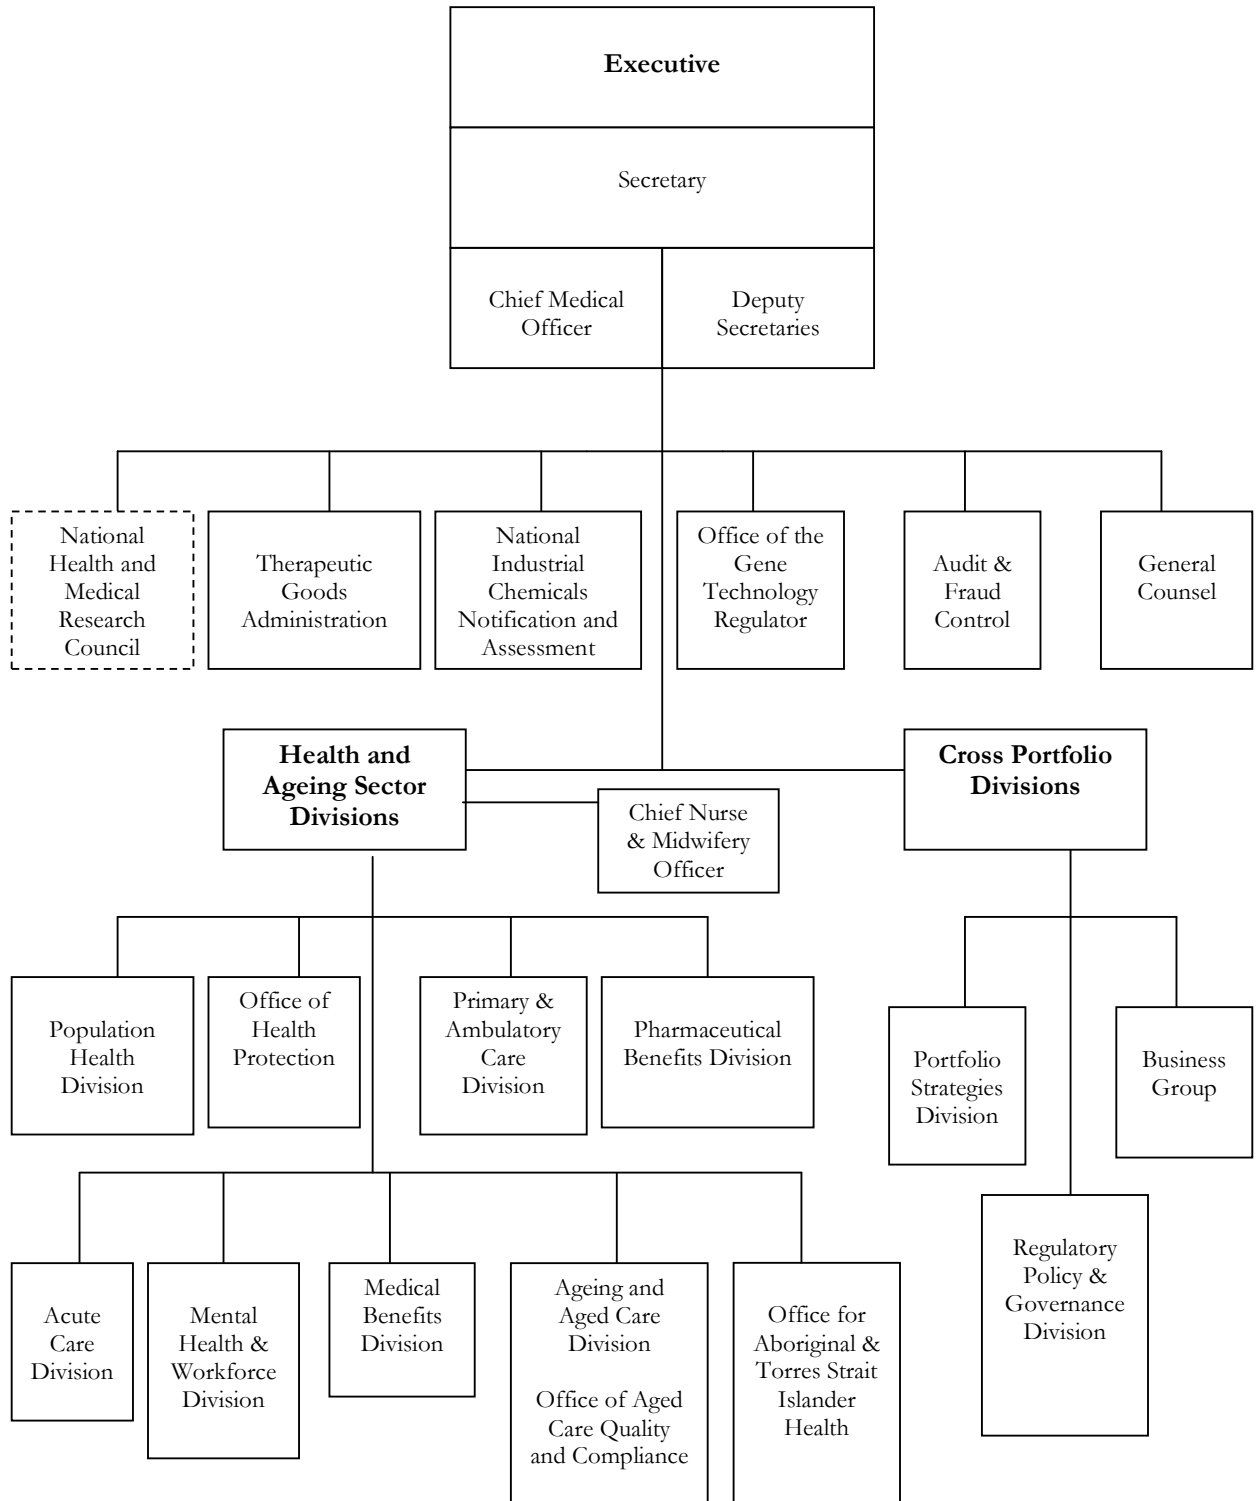 Executive
Secretary
Chief Medical
Officer
Deputy
Secretaries
National
Health and
Medical
Research
Council
Therapeutic
Goods
Administration
National
Industrial
Chemicals
Notification and
Assessment
Office of the
Gene
Technology
Regulator
Audit &
Fraud
Control
General
Counsel
Health and
Ageing Sector
Divisions
Cross Portfolio
Divisions
Chief Nurse
& Midwifery
Officer
Population
Health
Division
Office of
Health
Protection
Primary &
Ambulatory
Care
Division
Pharmaceutical
Benefits Division
Portfolio
Strategies
Division
Business
Group
Regulatory
Policy &
Governance
Division
Acute
Care
Division
Mental
Health &
Workforce
Division
Medical
Benefits
Division
Ageing and
Aged Care
Division
Office of Aged
Care Quality
and Compliance
Office for
Aboriginal &
Torres Strait
Islander
Health